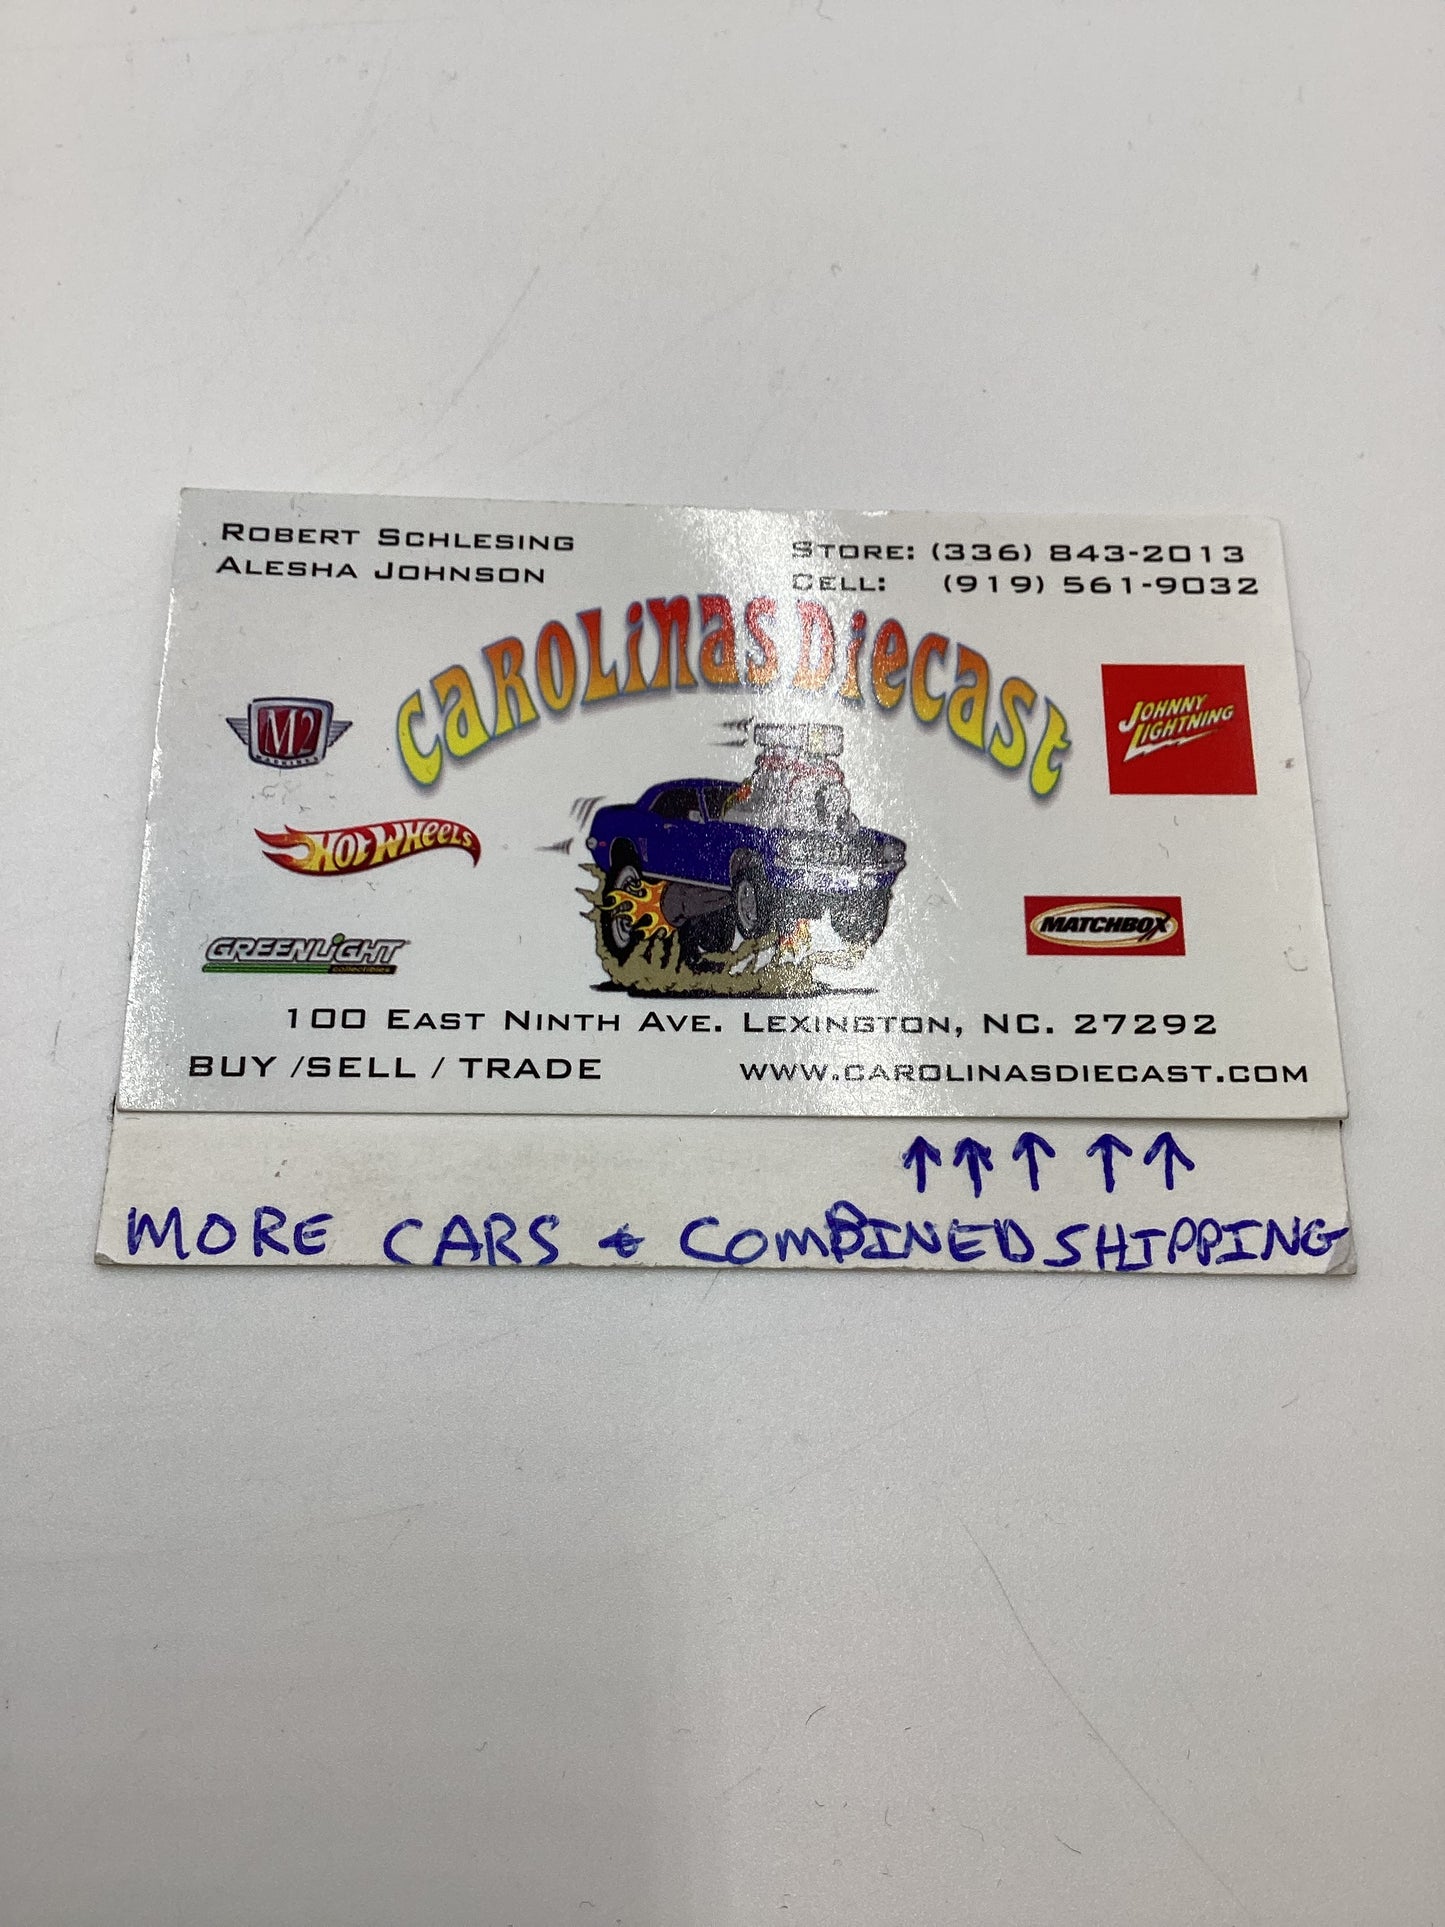 ROBERT SCHLESING
ALESHA JOHNSON
STORE: (336) 843-2013
CELL: (919) 561-9032
CAROLINAS DIECAST
M2
MACHINES
JOHNNY
LIGHTNING
HOT WHEELS
MATCHBOX
GREENLIGHT
collectibles
100 EAST NINTH AVE. LEXINGTON, NC. 27292
BUY /SELL / TRADE
WWW.CAROLINASDIECAST.COM
↑ ↑ ↑ ↑ ↑
MORE CARS & COMBINED SHIPPING